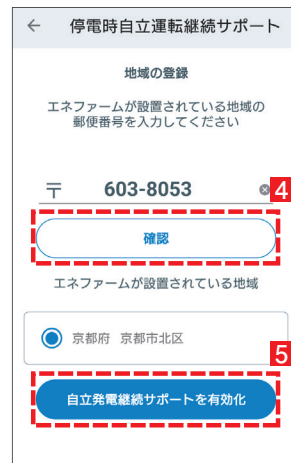 ← 停電時自立運転継続サポート
地域の登録
エネファームが設置されている地域の
郵便番号を入力してください
〒 603-8053
4
確認
エネファームが設置されている地域
京都府 京都市北区
5
自立発電継続サポートを有効化